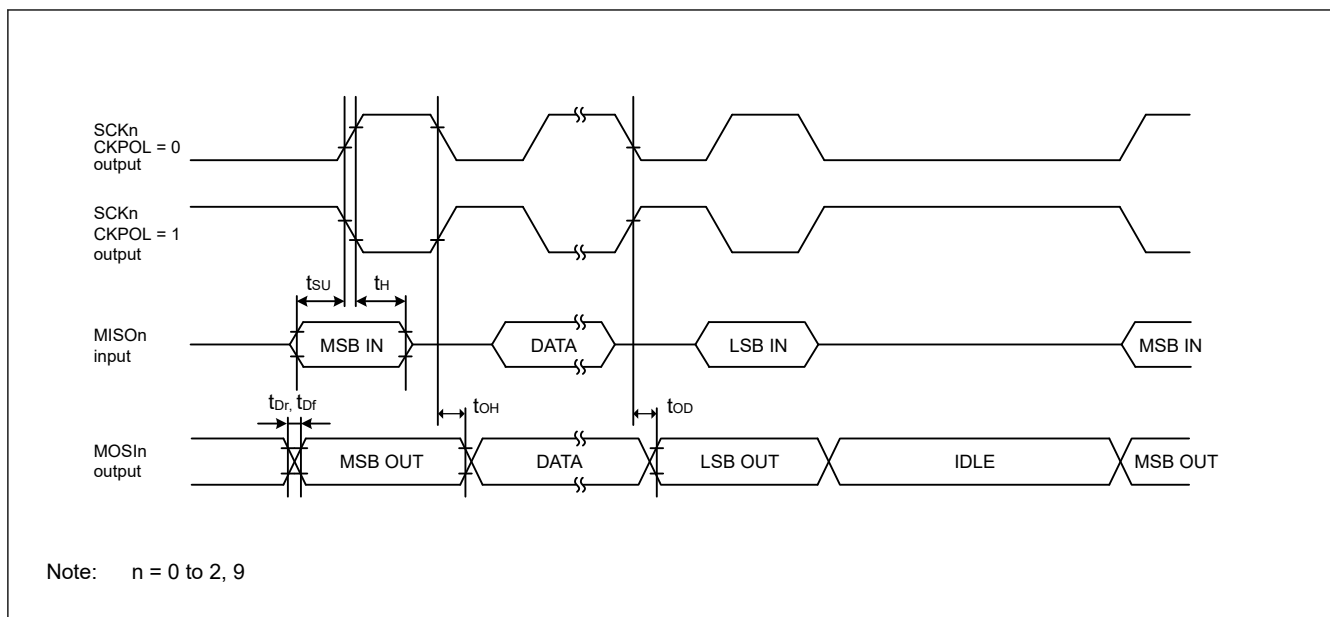 SCKn
CKPOL = 0
output
SCKn
CKPOL = 1
output
tSU
tH
MISOn
input
MSB IN
DATA
LSB IN
MSB IN
tDr, tDf
tOH
tOD
MOSIn
output
MSB OUT
DATA
LSB OUT
IDLE
MSB OUT
Note: n = 0 to 2, 9